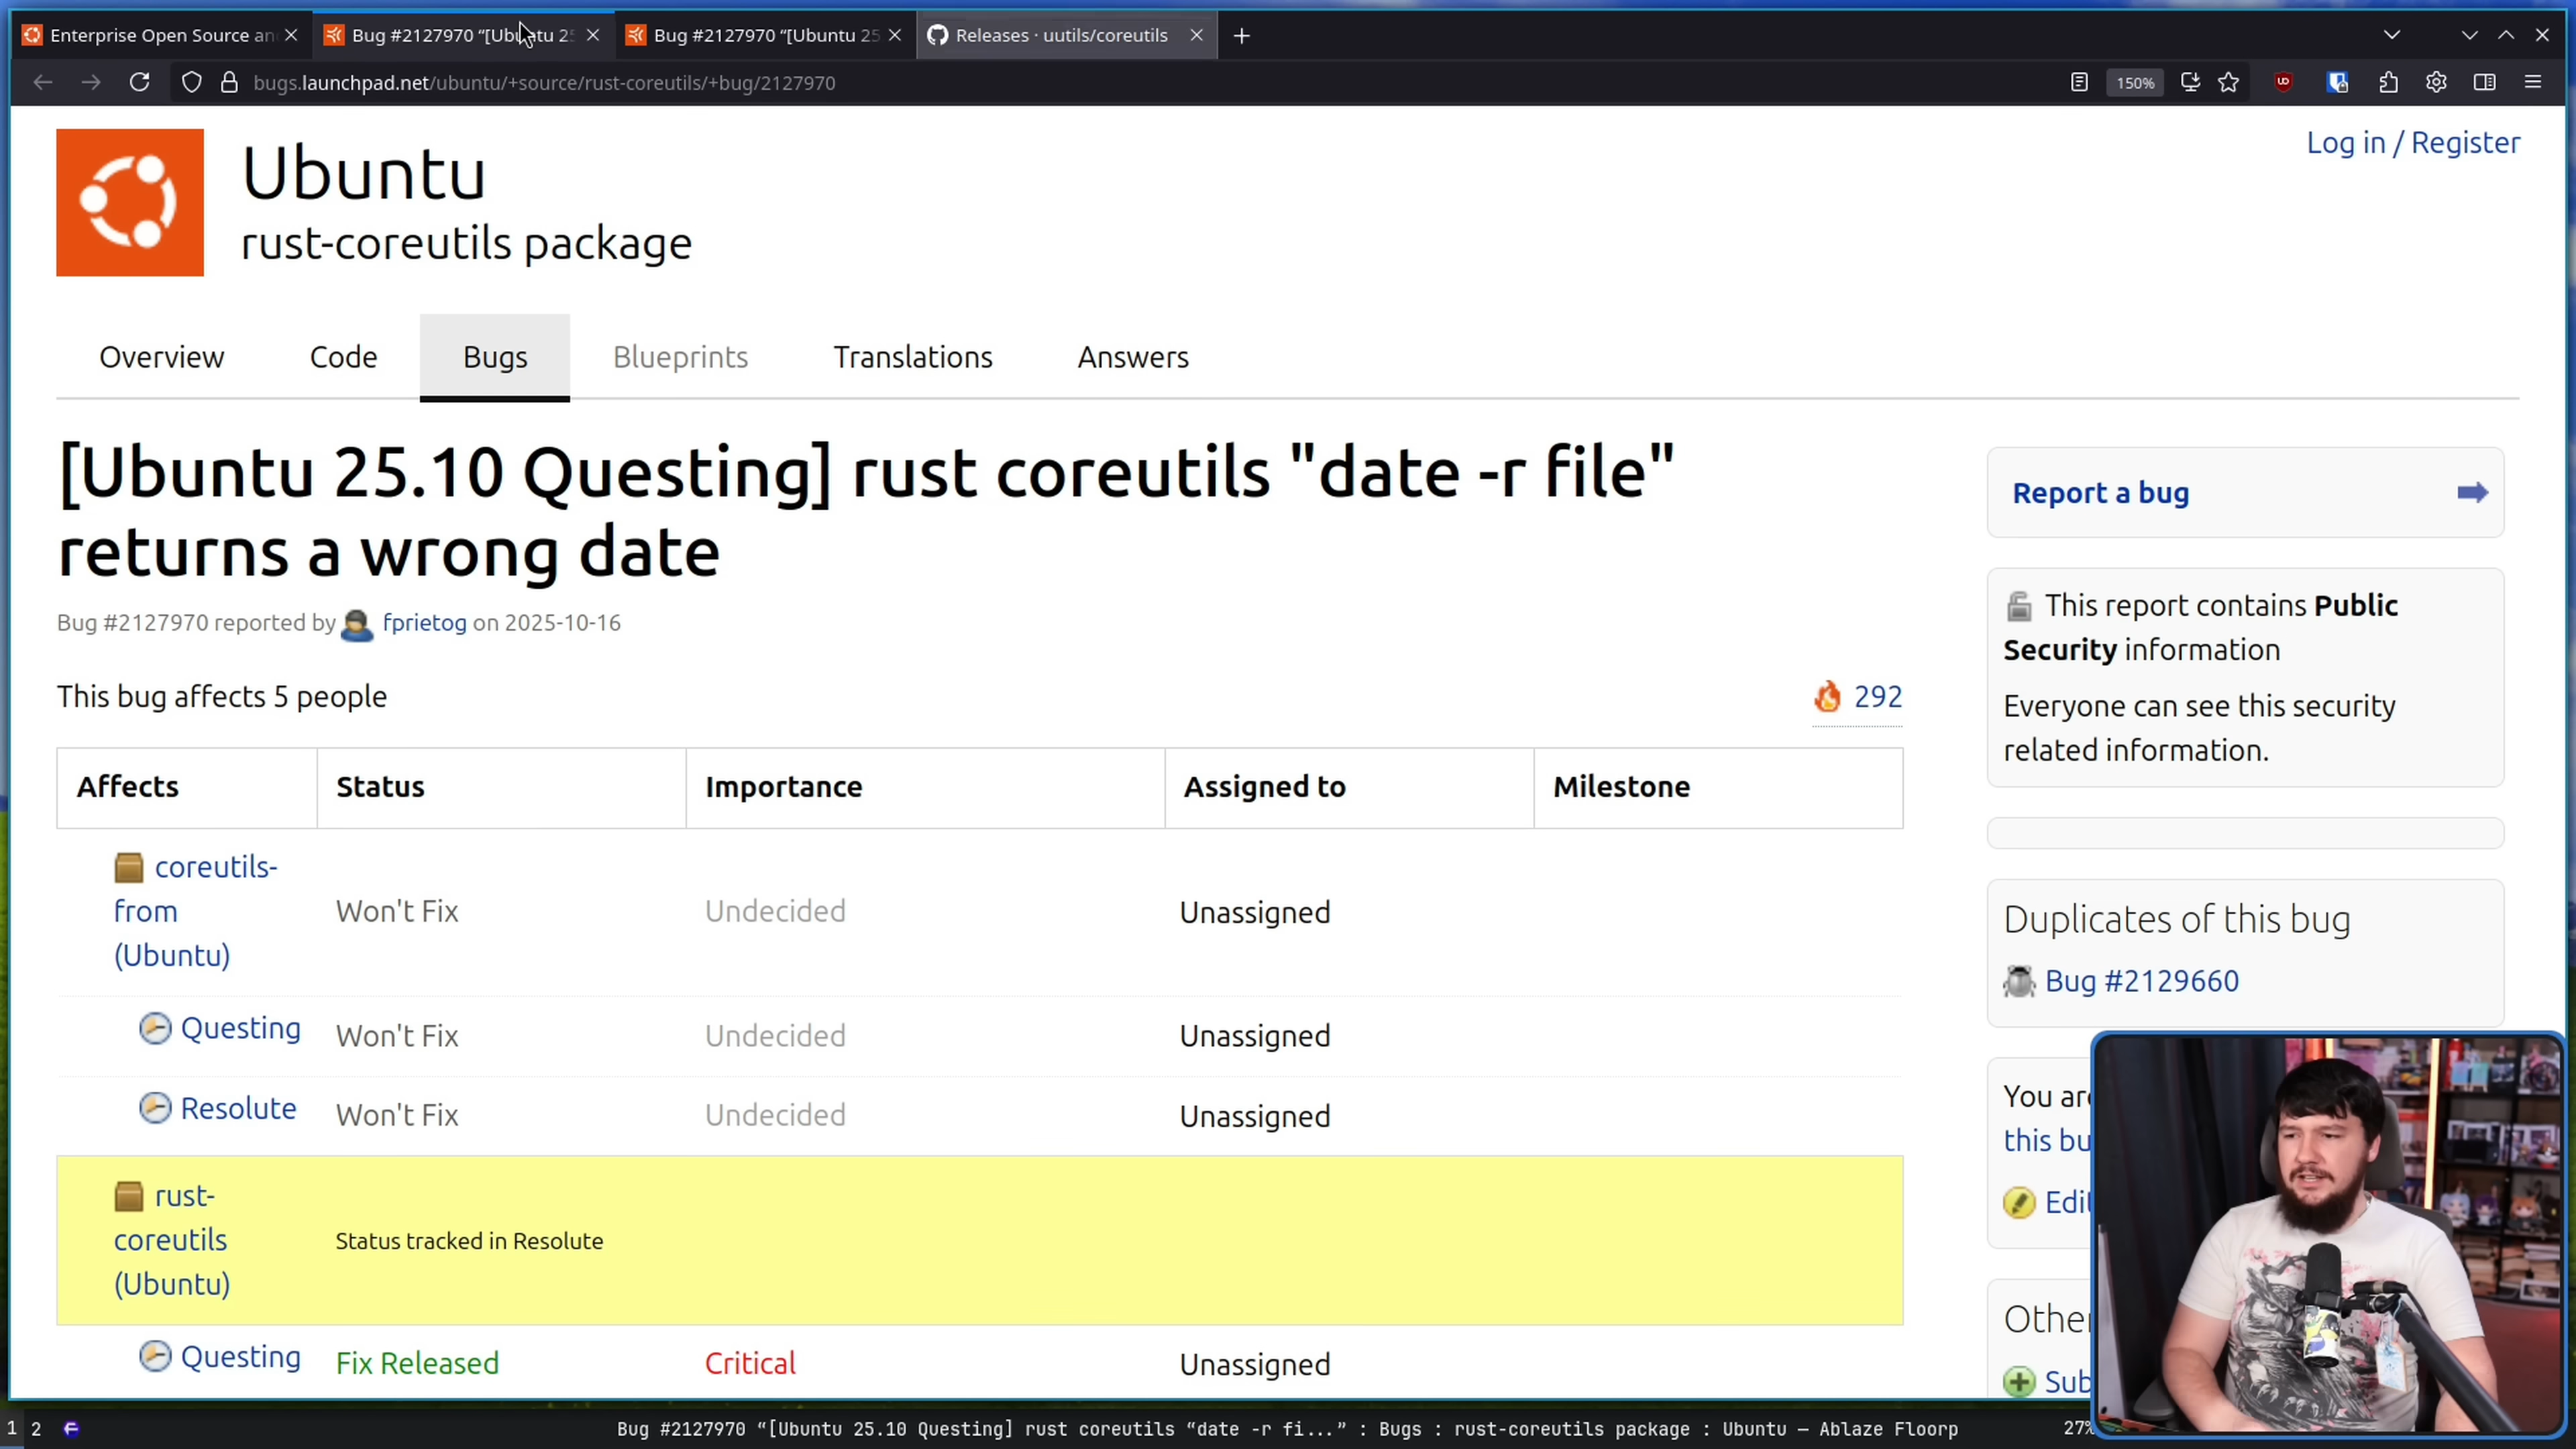 Enterprise Open Source an
Bug #2127970 “[Ubuntu 25
Bug #2127970 “[Ubuntu 25
Releases · uutils/coreutils
bugs.launchpad.net/ubuntu/+source/rust-coreutils/+bug/2127970
150%
Log in / Register
Ubuntu
rust-coreutils package
Overview
Code
Bugs
Blueprints
Translations
Answers
[Ubuntu 25.10 Questing] rust coreutils "date -r file"
returns a wrong date
Bug #2127970 reported by fprietog on 2025-10-16
This bug affects 5 people
292
Affects Status Importance Assigned to Milestone
coreutils-
from
(Ubuntu)
Won't Fix Undecided Unassigned
Questing Won't Fix Undecided Unassigned
Resolute Won't Fix Undecided Unassigned
rust-
coreutils
(Ubuntu)
Status tracked in Resolute
Questing Fix Released Critical Unassigned
Report a bug
This report contains Public
Security information
Everyone can see this security
related information.
Duplicates of this bug
Bug #2129660
You are
this bu
Edi
Other
Sub
1 2
Bug #2127970 “[Ubuntu 25.10 Questing] rust coreutils “date -r fi...” : Bugs : rust-coreutils package : Ubuntu — Ablaze Floorp
27%